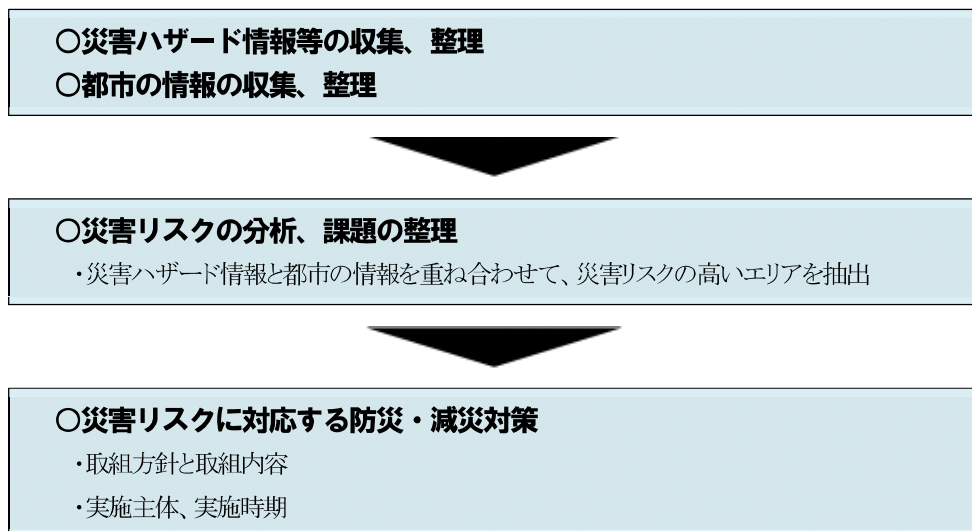 ○災害ハザード情報等の収集、整理
○都市の情報の収集、整理
○災害リスクの分析、課題の整理
・災害ハザード情報と都市の情報を重ね合わせて、災害リスクの高いエリアを抽出
○災害リスクに対応する防災・減災対策
・取組方針と取組内容
・実施主体、実施時期